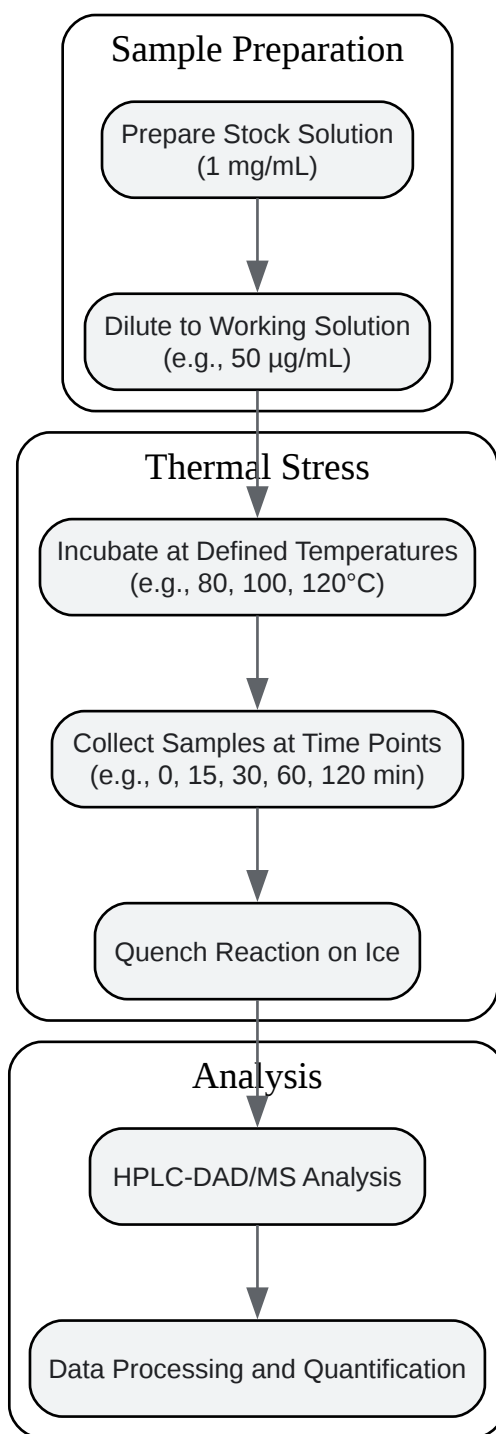 Sample Preparation
Prepare Stock Solution
(1 mg/mL)
Dilute to Working Solution
(e.g., 50 µg/mL)
Thermal Stress
Incubate at Defined Temperatures
(e.g., 80, 100, 120°C)
Collect Samples at Time Points
(e.g., 0, 15, 30, 60, 120 min)
Quench Reaction on Ice
Analysis
HPLC-DAD/MS Analysis
Data Processing and Quantification